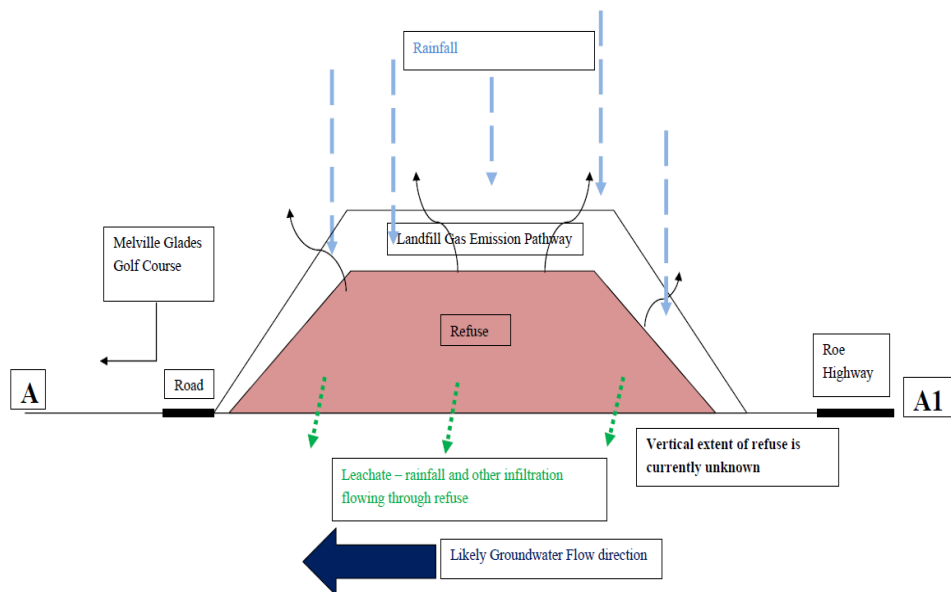 Rainfall
Landfill Gas Emission Pathway
Melville Glades
Golf Course
Refuse
Roe
Highway
A
Road
A1
Vertical extent of refuse is
currently unknown
Leachate – rainfall and other infiltration
flowing through refuse
Likely Groundwater Flow direction